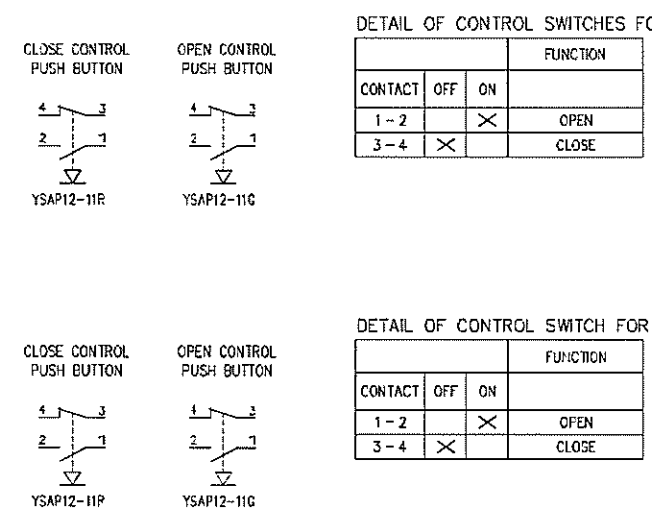 DETAIL OF CONTROL SWITCHES FO
CLOSE CONTROL
PUSH BUTTON
OPEN CONTROL
PUSH BUTTON
FUNCTION
CONTACT OFF ON
1 - 2 OPEN
3 - 4 CLOSE
4 3
2 1
YSAP12-11R
4 3
2 1
YSAP12-11G
DETAIL OF CONTROL SWITCH FOR
CLOSE CONTROL
PUSH BUTTON
OPEN CONTROL
PUSH BUTTON
FUNCTION
CONTACT OFF ON
1 - 2 OPEN
3 - 4 CLOSE
4 3
2 1
YSAP12-11R
4 3
2 1
YSAP12-11G